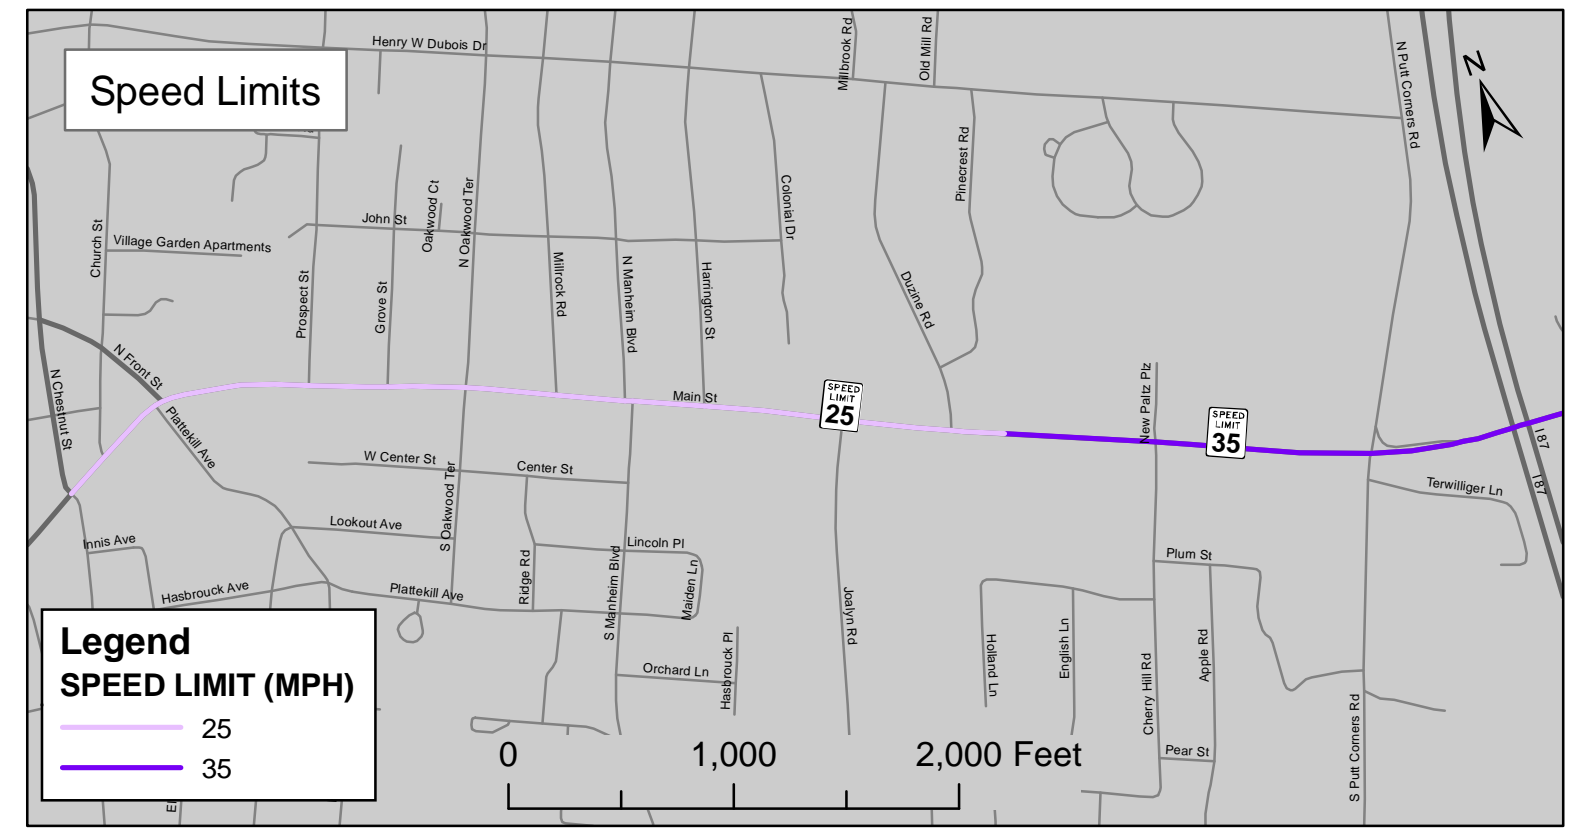 Henry W Dubois Dr
Millbrook Rd
Old Mill Rd
N Putt Corners Rd
N
Speed Limits
Pinecrest Rd
Colonial Dr
Oakwood Ct
N Oakwood Ter
John St
Church St
Village Garden Apartments
Prospect St
Grove St
Millrock Rd
N Manheim Blvd
Harrington St
Duzine Rd
N Front St
N Chestnut St
Plattekill Ave
Main St
SPEED
LIMIT
25
New Paltz Plz
SPEED
LIMIT
35
I 87
I 87
W Center St
Center St
S Oakwood Ter
Terwilliger Ln
Lookout Ave
Innis Ave
Lincoln Pl
Plum St
Ridge Rd
S Manheim Blvd
Maiden Ln
Hasbrouck Ave
Plattekill Ave
Joalyn Rd
Holland Ln
English Ln
Cherry Hill Rd
Apple Rd
Hasbrouck Pl
Orchard Ln
S Putt Corners Rd
Pear St
Legend
SPEED LIMIT (MPH)
25
35
0 1,000 2,000 Feet